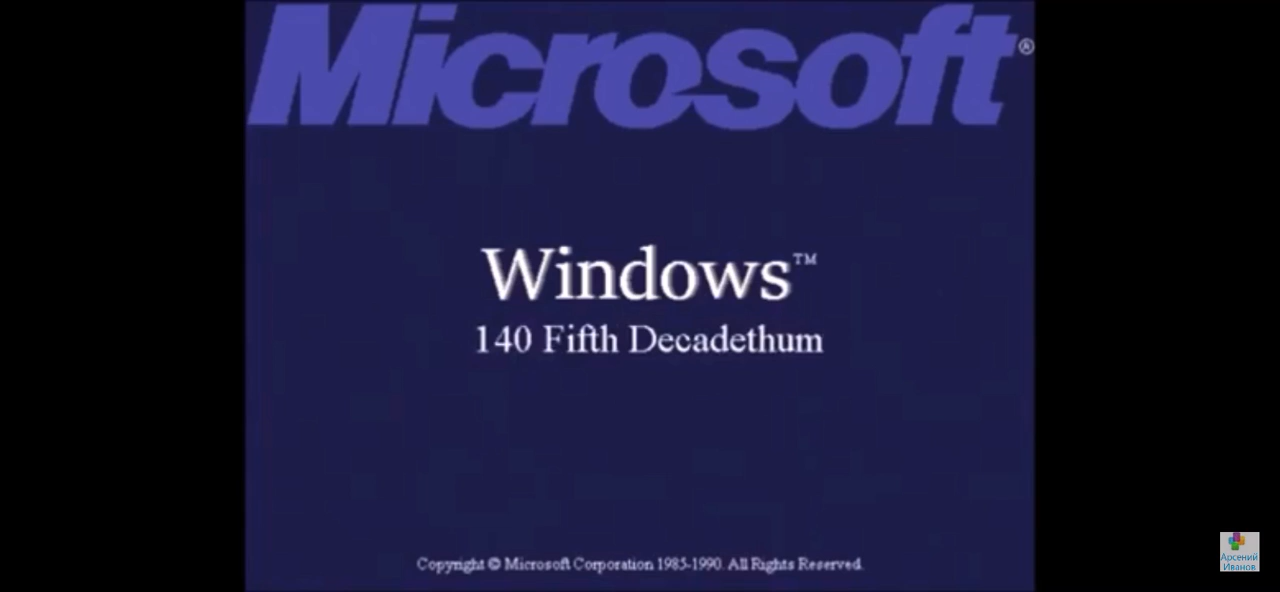 Microsoft®
Windows™
140 Fifth Decadethum
Copyright © Microsoft Corporation 1985-1990. All Rights Reserved.
Арсений
Иванов